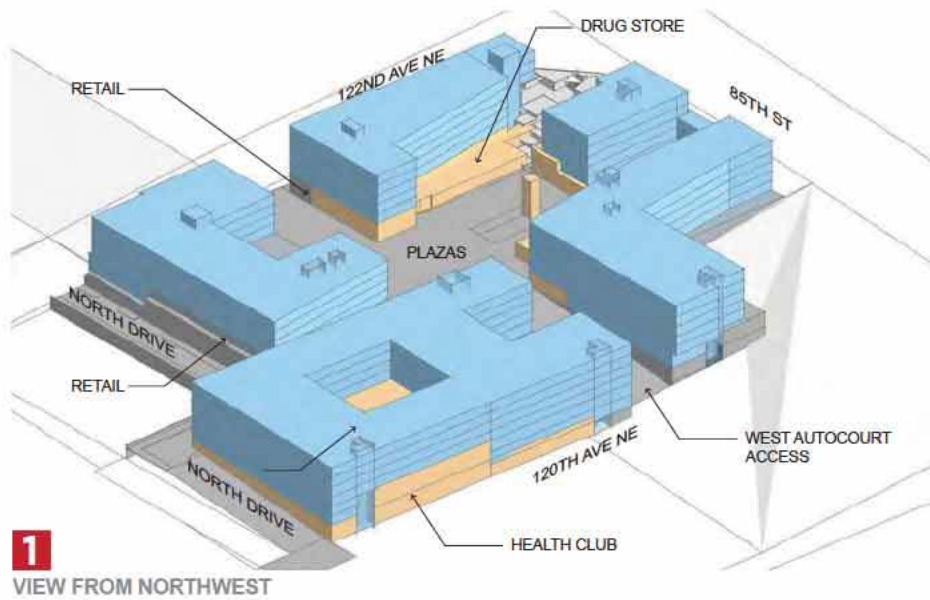 DRUG STORE
122ND AVE NE
RETAIL
85TH ST
PLAZAS
NORTH DRIVE
RETAIL
WEST AUTOCOURT
ACCESS
120TH AVE NE
NORTH DRIVE
HEALTH CLUB
1
VIEW FROM NORTHWEST